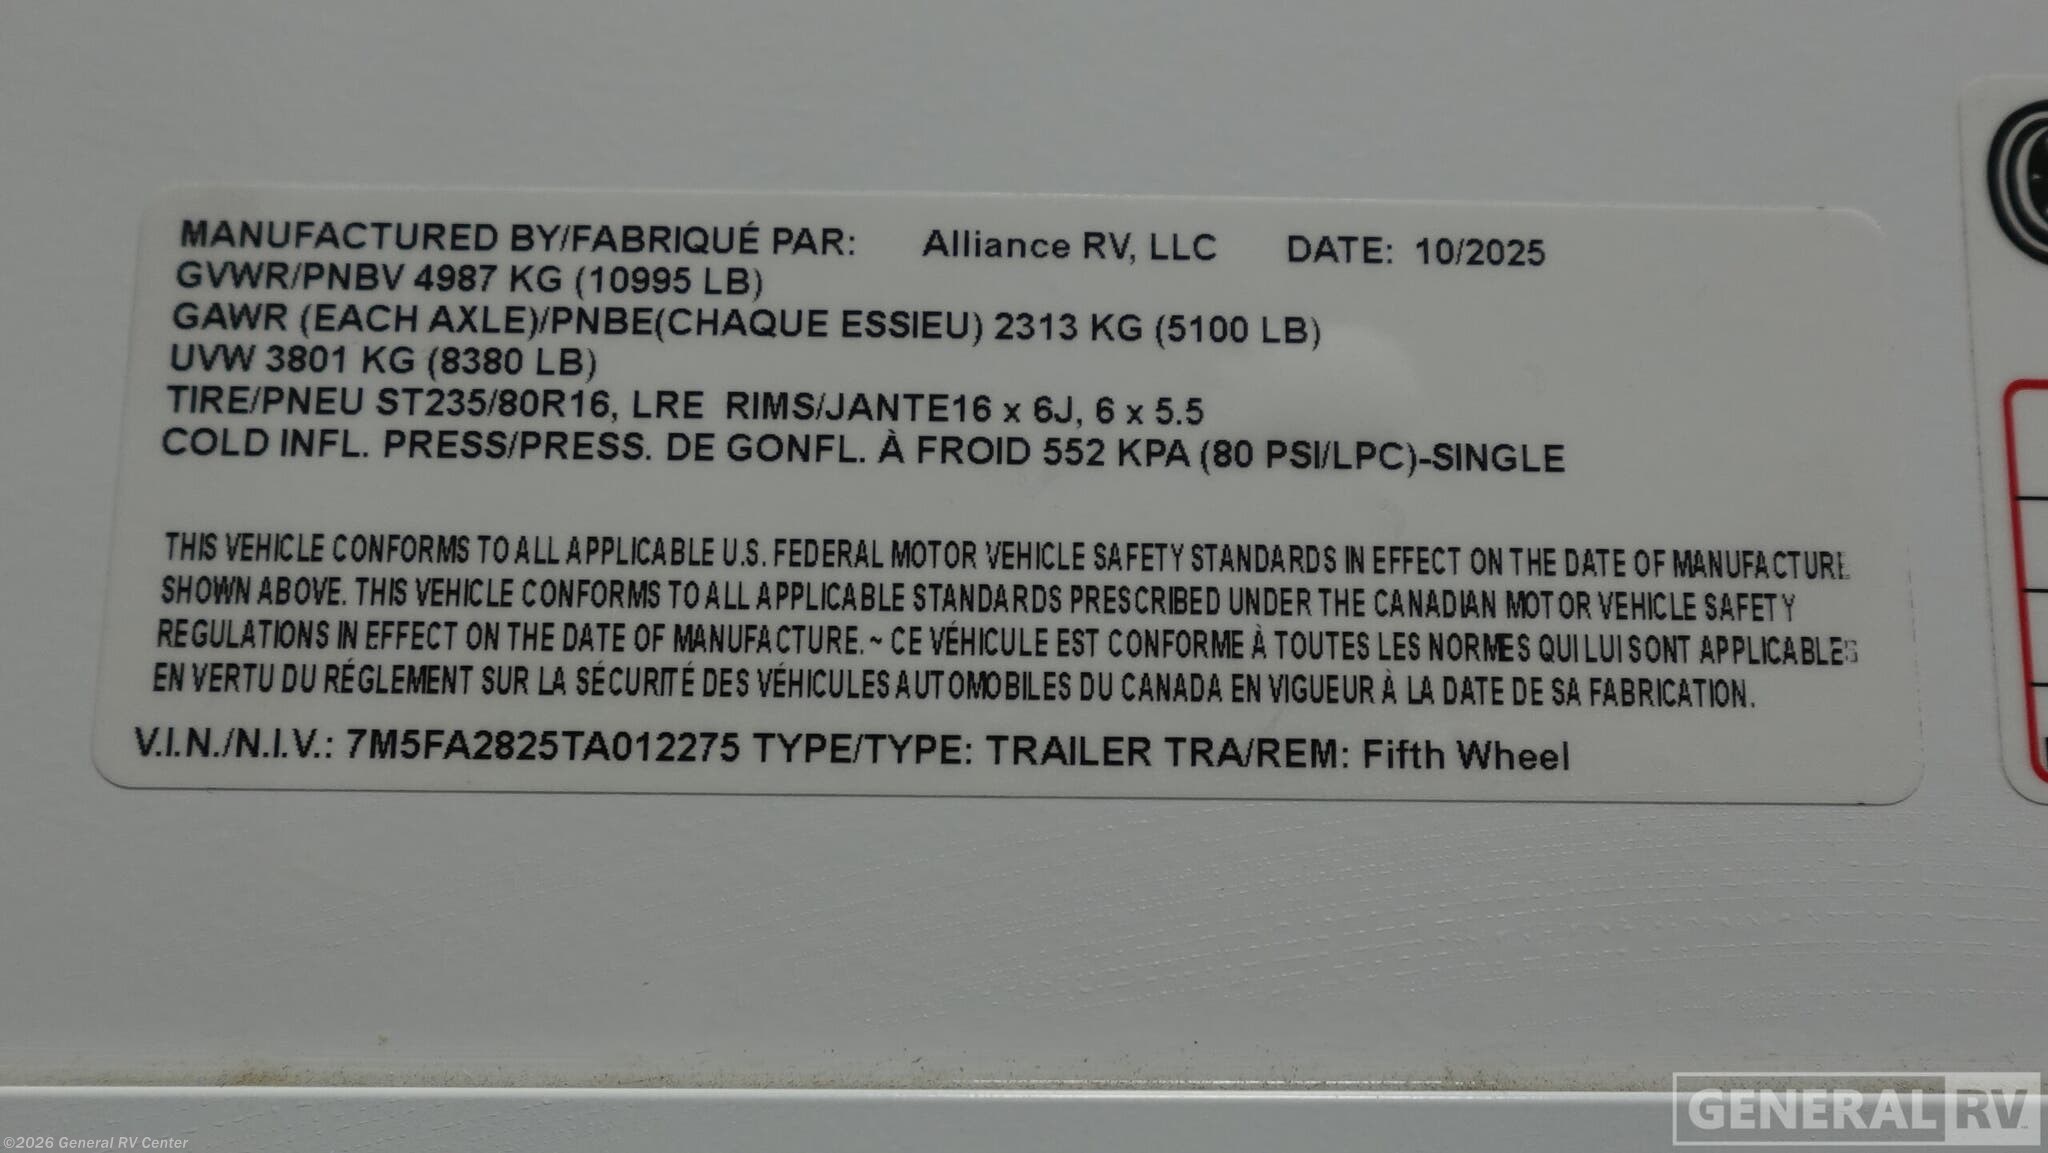 MANUFACTURED BY/FABRIQUÉ PAR: Alliance RV, LLC DATE: 10/2025
GVWR/PNBV 4987 KG (10995 LB)
GAWR (EACH AXLE)/PNBE(CHAQUE ESSIEU) 2313 KG (5100 LB)
UVW 3801 KG (8380 LB)
TIRE/PNEU ST235/80R16, LRE RIMS/JANTE16 x 6J, 6 x 5.5
COLD INFL. PRESS/PRESS. DE GONFL. À FROID 552 KPA (80 PSI/LPC)-SINGLE
THIS VEHICLE CONFORMS TO ALL APPLICABLE U.S. FEDERAL MOTOR VEHICLE SAFETY STANDARDS IN EFFECT ON THE DATE OF MANUFACTURE
SHOWN ABOVE. THIS VEHICLE CONFORMS TO ALL APPLICABLE STANDARDS PRESCRIBED UNDER THE CANADIAN MOTOR VEHICLE SAFETY
REGULATIONS IN EFFECT ON THE DATE OF MANUFACTURE. ~ CE VÉHICULE EST CONFORME À TOUTES LES NORMES QUI LUI SONT APPLICABLES
EN VERTU DU RÉGLEMENT SUR LA SÉCURITÉ DES VÉHICULES AUTOMOBILES DU CANADA EN VIGUEUR À LA DATE DE SA FABRICATION.
V.I.N./N.I.V.: 7M5FA2825TA012275 TYPE/TYPE: TRAILER TRA/REM: Fifth Wheel
GENERAL RV
©2026 General RV Center